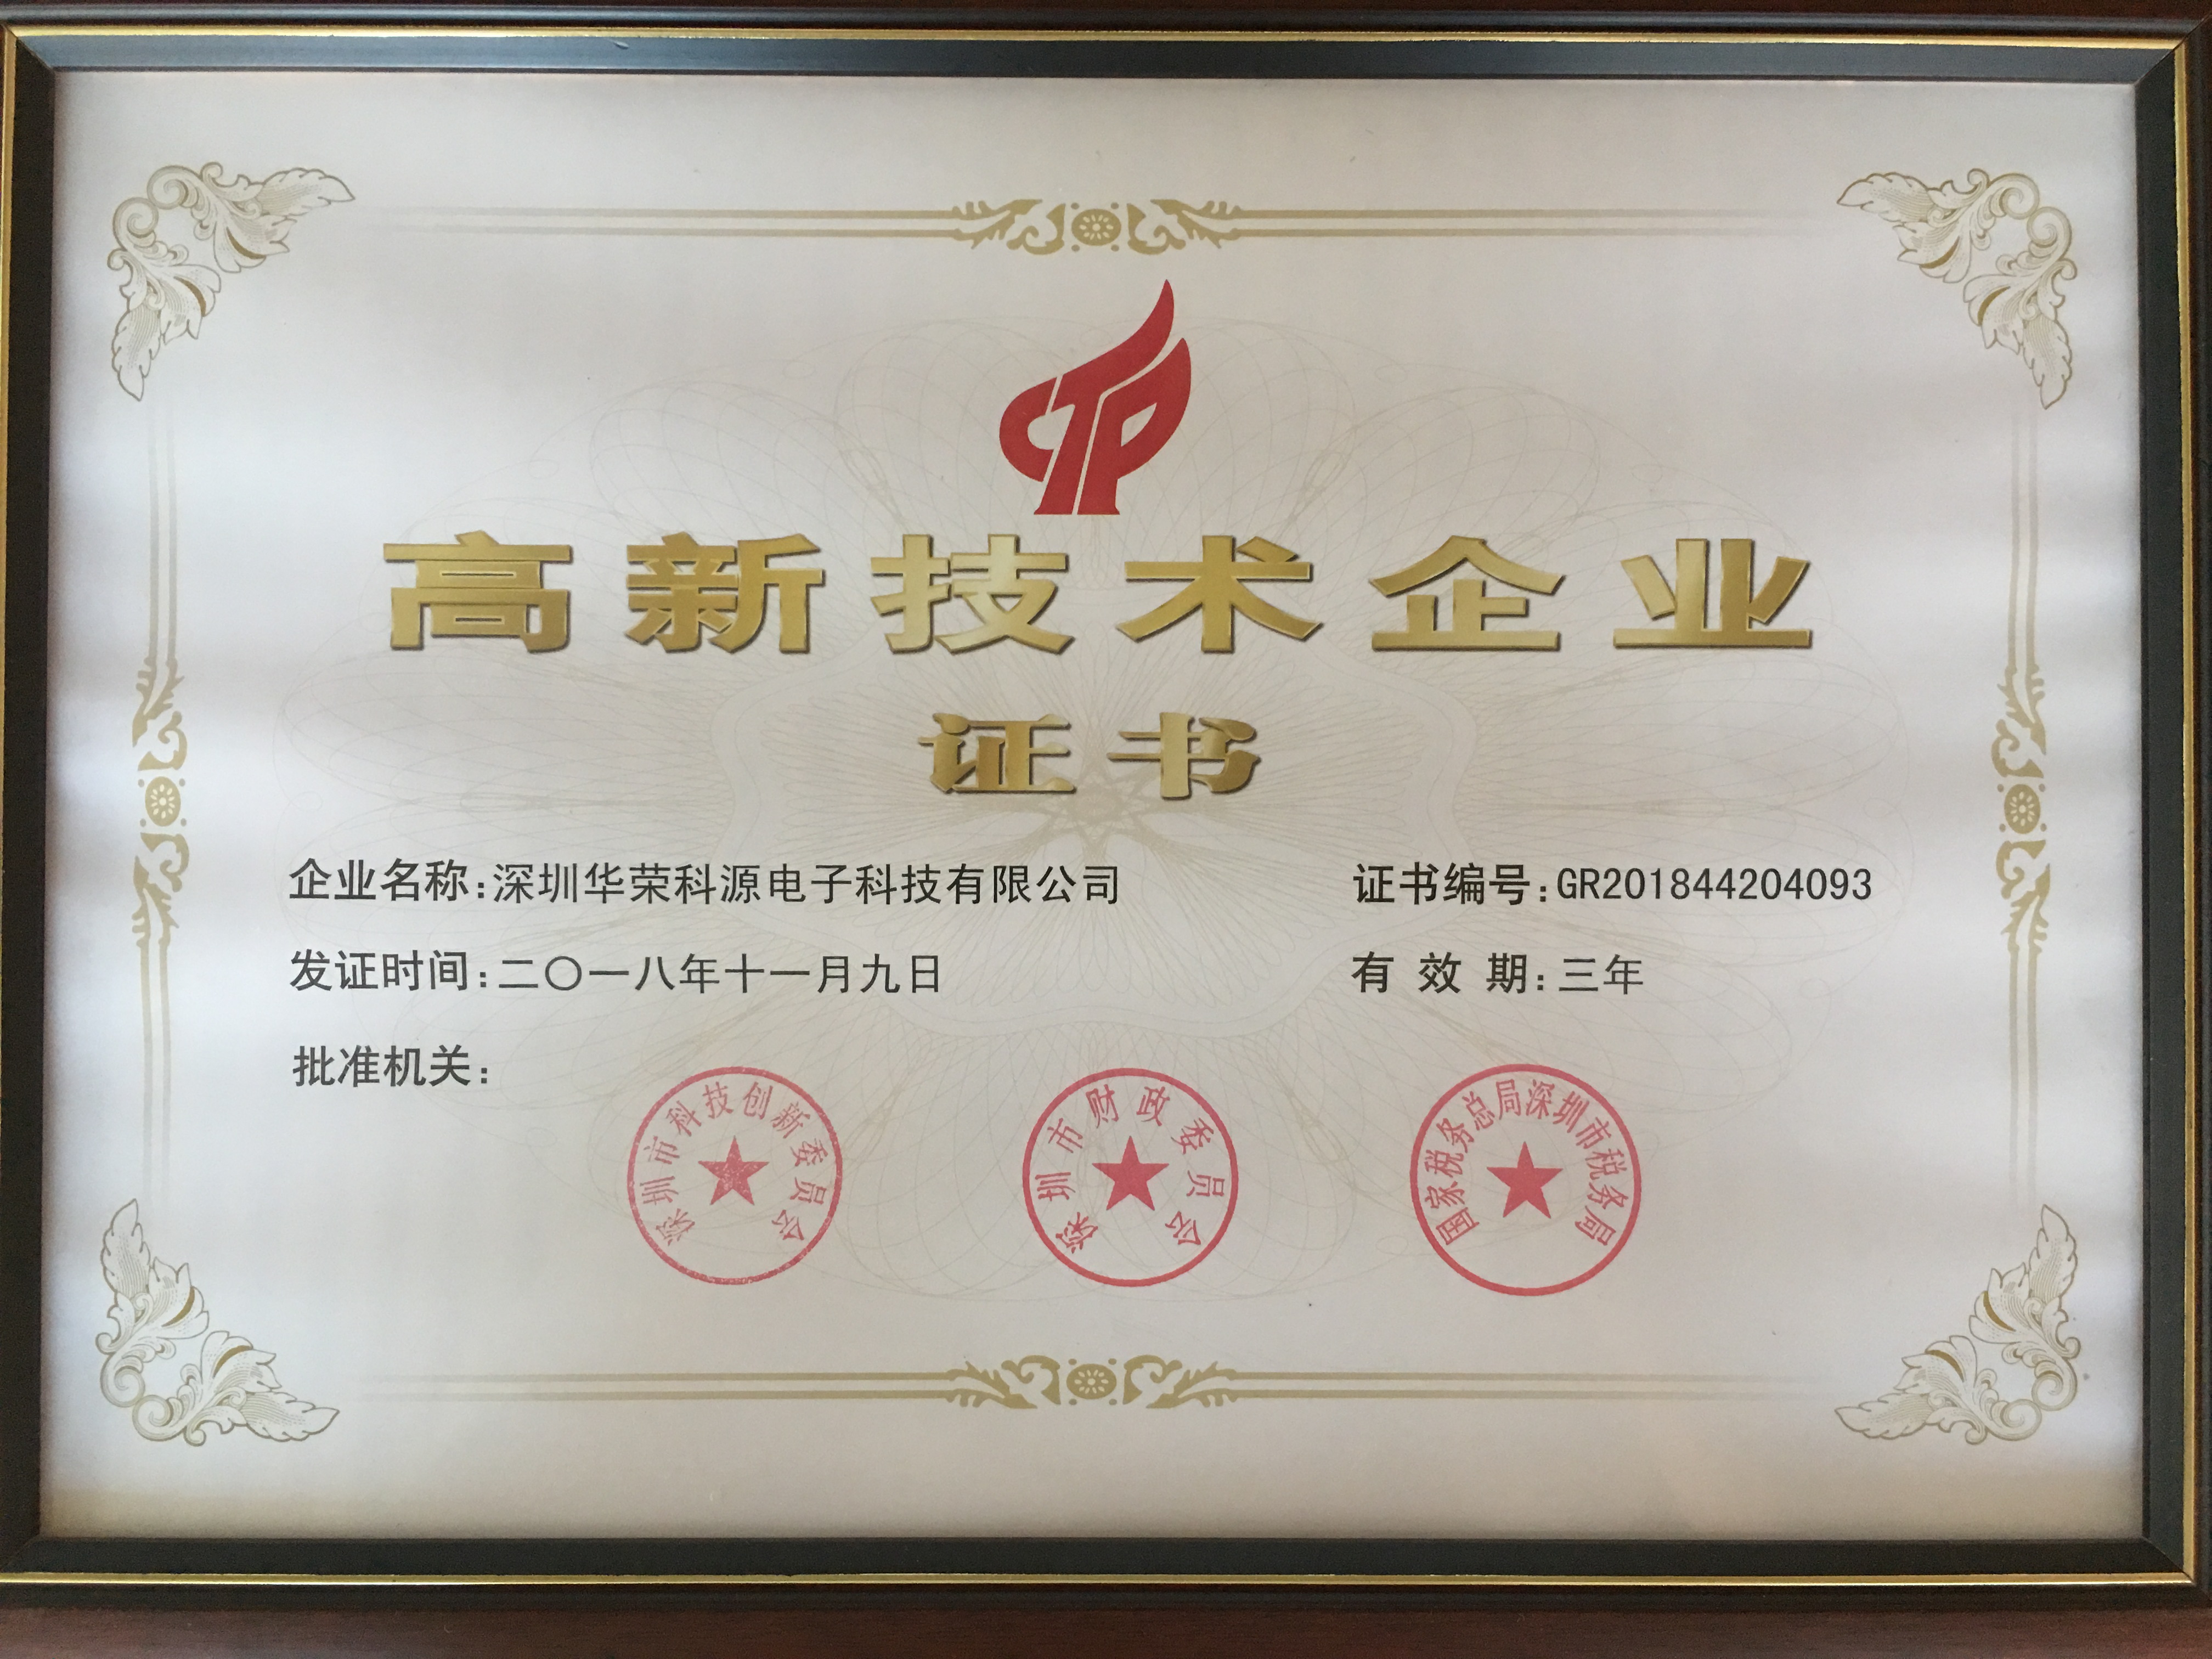 CTP
高新技术企业
证书
企业名称:深圳华荣科源电子科技有限公司
证书编号:GR201844204093
发证时间:二〇一八年十一月九日
有效期:三年
批准机关:
深圳市科技创新委员会
深圳市财政委员会
国家税务总局深圳市税务局